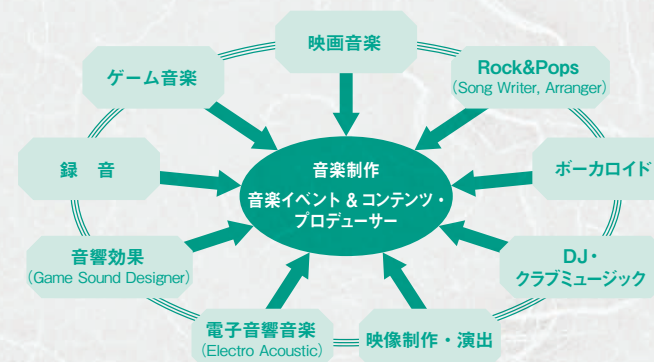 映画音楽
Rock&Pops
(Song Writer, Arranger)
ゲーム音楽
録　音
ボーカロイド
音楽制作
音楽イベント & コンテンツ・
プロデューサー
音響効果
(Game Sound Designer)
DJ・
クラブミュージック
電子音響音楽
(Electro Acoustic)
映像制作・演出